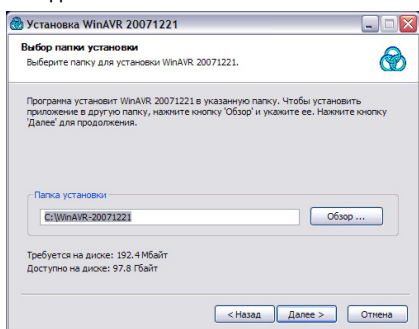 Установка WinAVR 20071221
Выбор папки установки
Выберите папку для установки WinAVR 20071221.
Программа установит WinAVR 20071221 в указанную папку. Чтобы установить
приложение в другую папку, нажмите кнопку 'Обзор' и укажите ее. Нажмите кнопку
'Далее' для продолжения.
Папка установки
C:\WinAVR-20071221
Обзор ...
Требуется на диске: 192.4 Мбайт
Доступно на диске: 97.8 Гбайт
< Назад
Далее >
Отмена